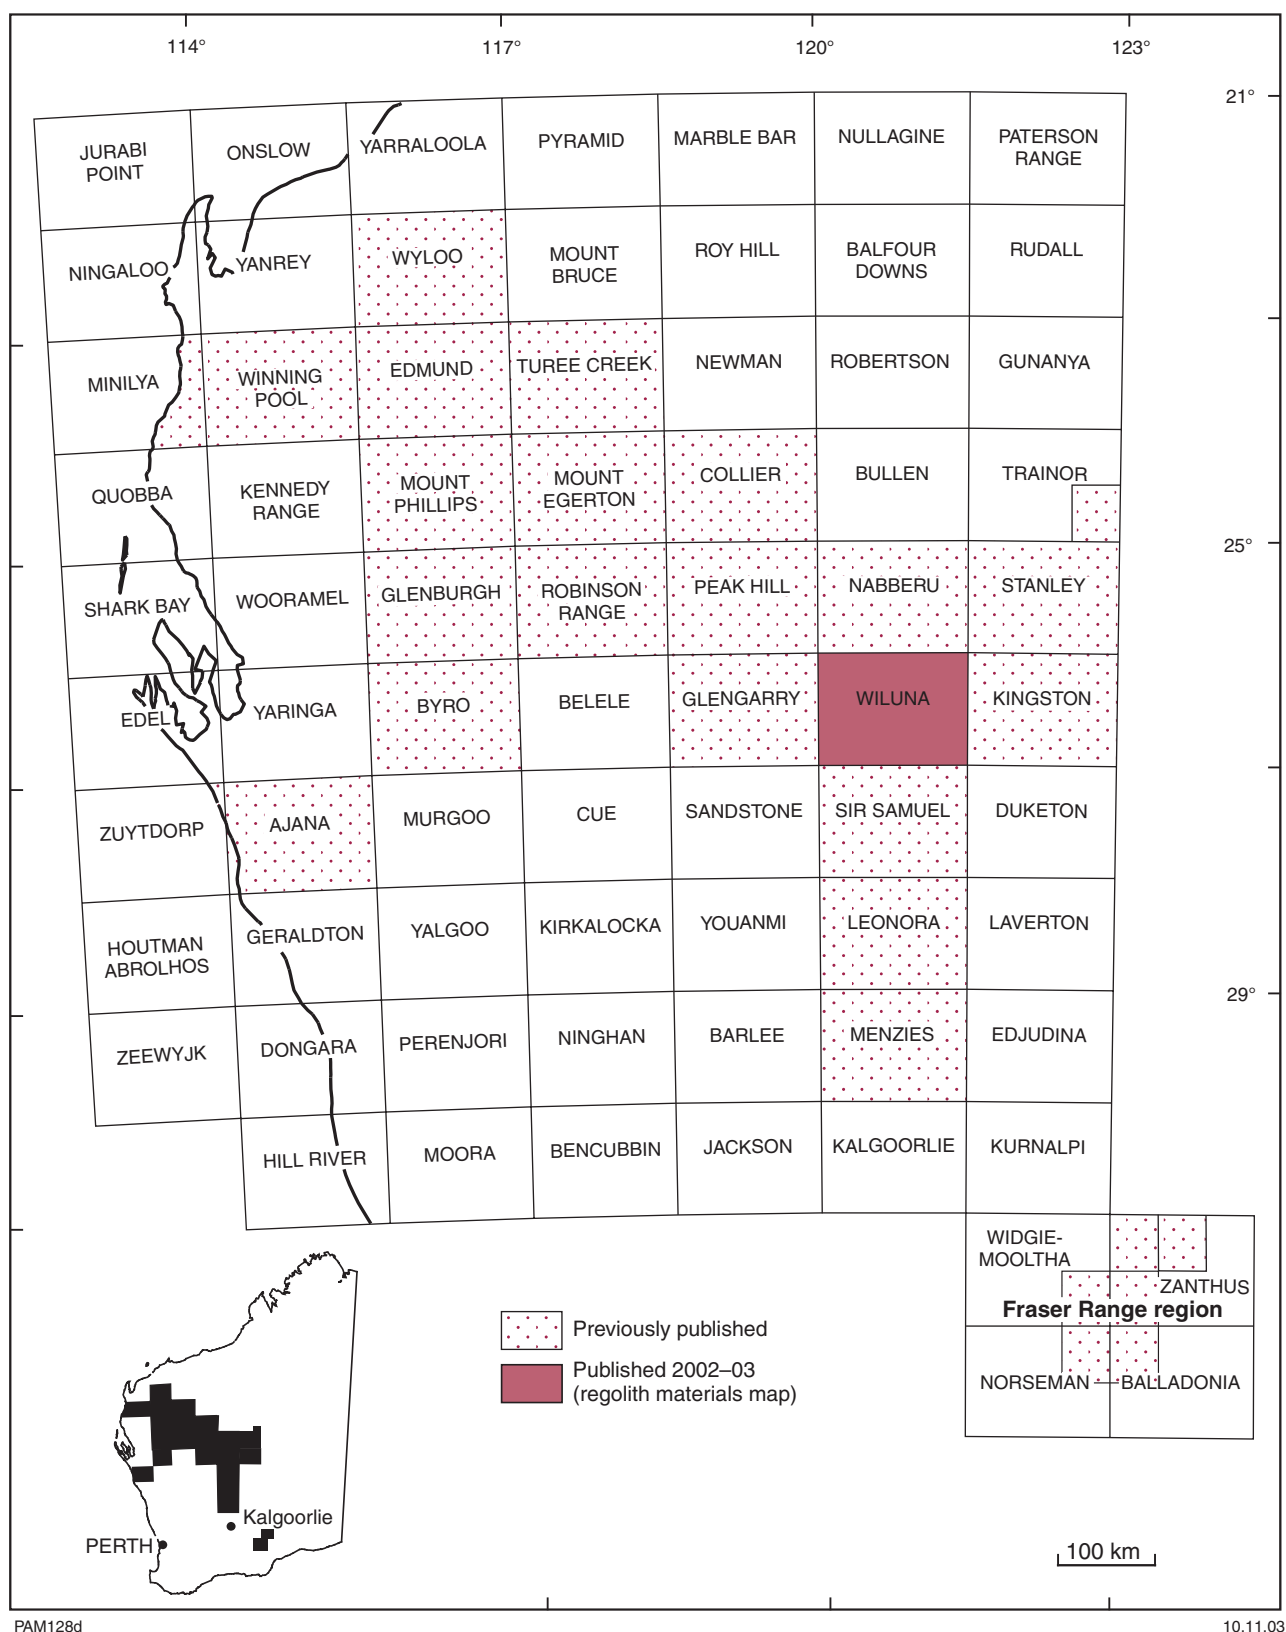 114°
117°
120°
123°
21°
25°
29°
JURABI
POINT
ONSLOW
YARRALOOLA
PYRAMID
MARBLE BAR
NULLAGINE
PATERSON
RANGE
NINGALOO
YANREY
WYLOO
MOUNT
BRUCE
ROY HILL
BALFOUR
DOWNS
RUDALL
MINILYA
WINNING
POOL
EDMUND
TUREE CREEK
NEWMAN
ROBERTSON
GUNANYA
QUOBBA
KENNEDY
RANGE
MOUNT
PHILLIPS
MOUNT
EGERTON
COLLIER
BULLEN
TRAINOR
SHARK BAY
WOORAMEL
GLENBURGH
ROBINSON
RANGE
PEAK HILL
NABBERU
STANLEY
EDEL
YARINGA
BYRO
BELELE
GLENGARRY
WILUNA
KINGSTON
ZUYTDORP
AJANA
MURGOO
CUE
SANDSTONE
SIR SAMUEL
DUKETON
HOUTMAN
ABROLHOS
GERALDTON
YALGOO
KIRKALOCKA
YOUANMI
LEONORA
LAVERTON
ZEEWYJK
DONGARA
PERENJORI
NINGHAN
BARLEE
MENZIES
EDJUDINA
HILL RIVER
MOORA
BENCUBBIN
JACKSON
KALGOORLIE
KURNALPI
WIDGIE-
MOOLTHA
ZANTHUS
Fraser Range region
NORSEMAN
BALLADONIA
Previously published
Published 2002–03
(regolith materials map)
Kalgoorlie
PERTH
100 km
PAM128d
10.11.03